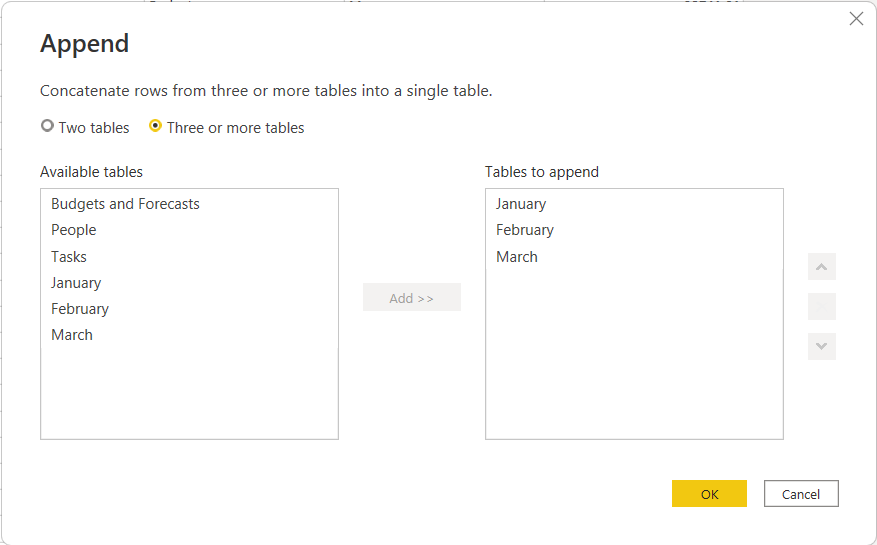 Append
Concatenate rows from three or more tables into a single table.
Two tables Three or more tables
Available tables
Budgets and Forecasts
People
Tasks
January
February
March
Add >>
Tables to append
January
February
March
OK Cancel